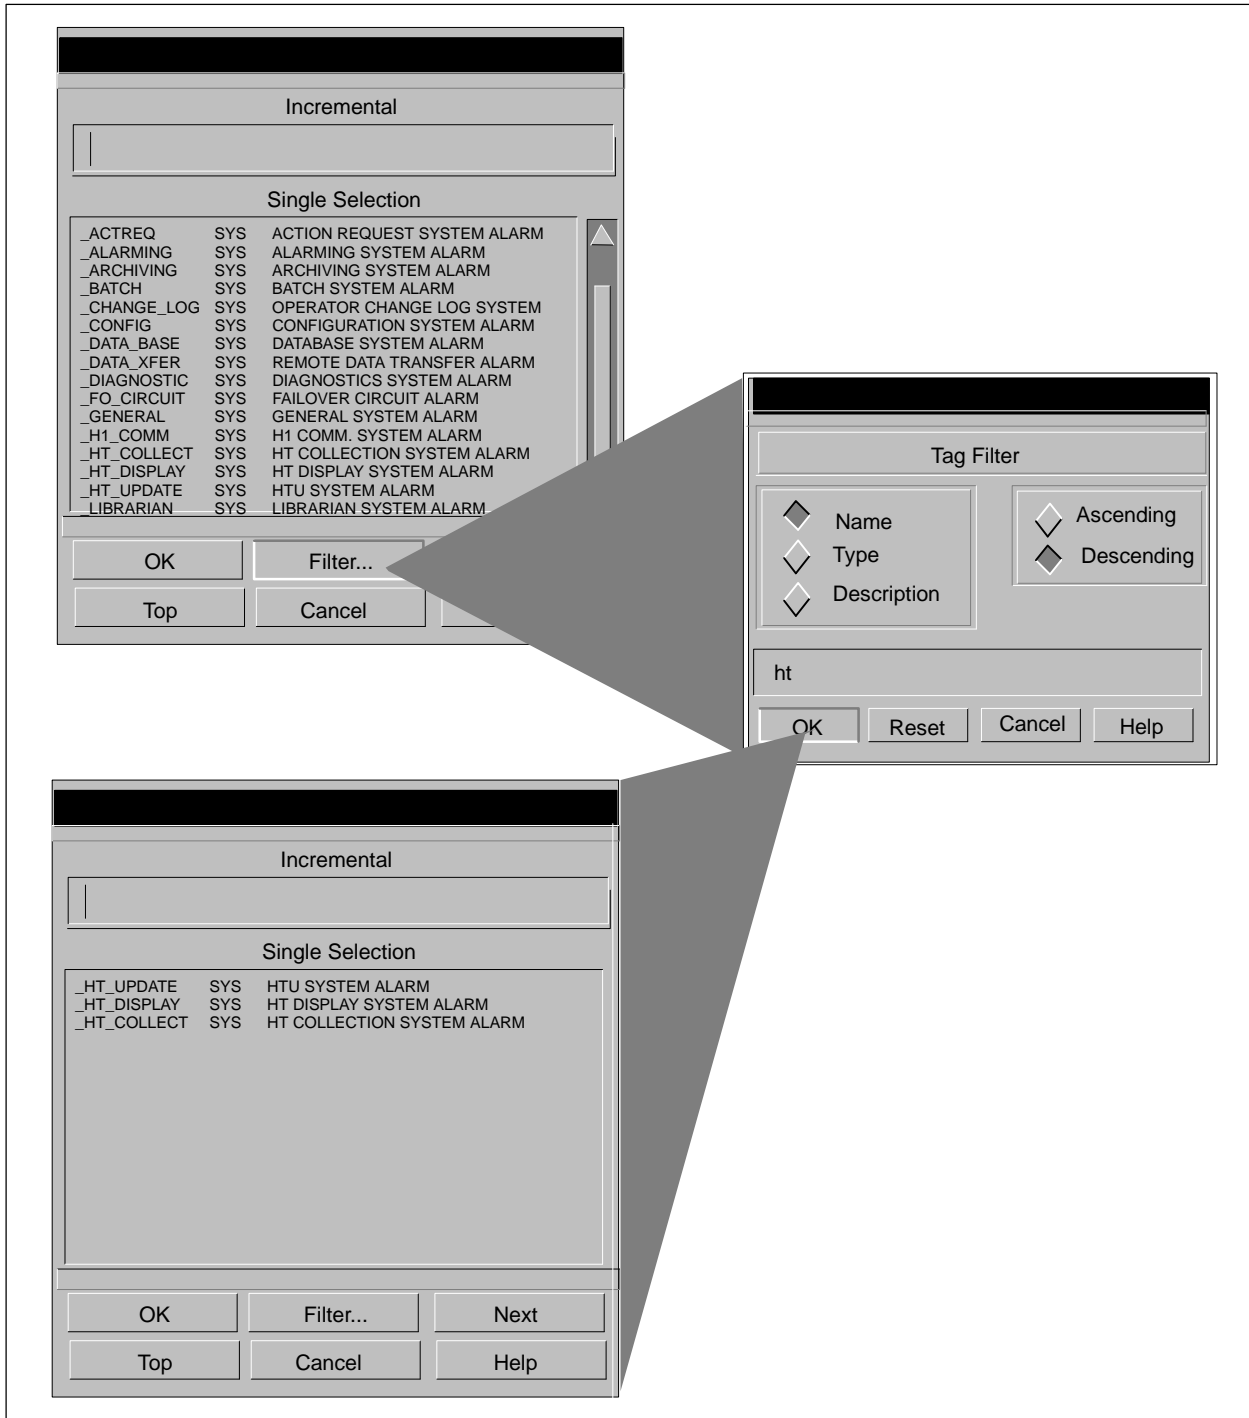 Incremental
Single Selection
_ACTREQ SYS ACTION REQUEST SYSTEM ALARM
_ALARMING SYS ALARMING SYSTEM ALARM
_ARCHIVING SYS ARCHIVING SYSTEM ALARM
_BATCH SYS BATCH SYSTEM ALARM
_CHANGE_LOG SYS OPERATOR CHANGE LOG SYSTEM
_CONFIG SYS CONFIGURATION SYSTEM ALARM
_DATA_BASE SYS DATABASE SYSTEM ALARM
_DATA_XFER SYS REMOTE DATA TRANSFER ALARM
_DIAGNOSTIC SYS DIAGNOSTICS SYSTEM ALARM
_FO_CIRCUIT SYS FAILOVER CIRCUIT ALARM
_GENERAL SYS GENERAL SYSTEM ALARM
_H1_COMM SYS H1 COMM. SYSTEM ALARM
_HT_COLLECT SYS HT COLLECTION SYSTEM ALARM
_HT_DISPLAY SYS HT DISPLAY SYSTEM ALARM
_HT_UPDATE SYS HTU SYSTEM ALARM
_LIBRARIAN SYS LIBRARIAN SYSTEM ALARM
OK Filter...
Top Cancel
Tag Filter
Name
Type
Description
Ascending
Descending
ht
OK Reset Cancel Help
Incremental
Single Selection
_HT_UPDATE SYS HTU SYSTEM ALARM
_HT_DISPLAY SYS HT DISPLAY SYSTEM ALARM
_HT_COLLECT SYS HT COLLECTION SYSTEM ALARM
OK Filter... Next
Top Cancel Help